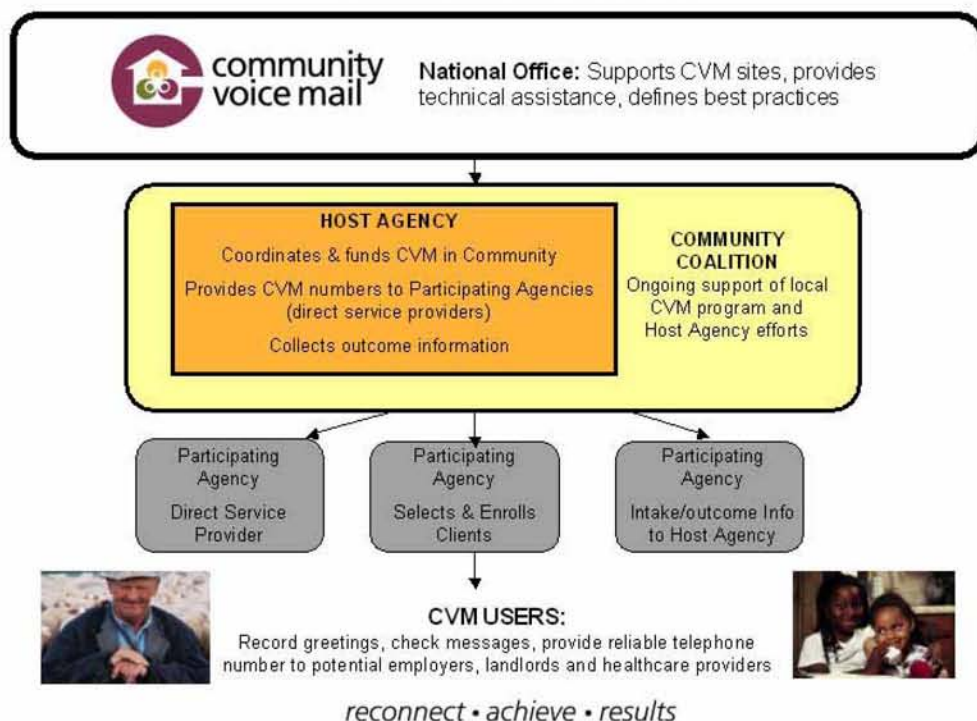 community
voice mail
National Office: Supports CVM sites, provides
technical assistance, defines best practices
HOST AGENCY
Coordinates & funds CVM in Community
Provides CVM numbers to Participating Agencies
(direct service providers)
Collects outcome information
COMMUNITY
COALITION
Ongoing support of local
CVM program and
Host Agency efforts
Participating
Agency
Direct Service
Provider
Participating
Agency
Selects & Enrolls
Clients
Participating
Agency
Intake/outcome Info
to Host Agency
CVM USERS:
Record greetings, check messages, provide reliable telephone
number to potential employers, landlords and healthcare providers
reconnect • achieve • results